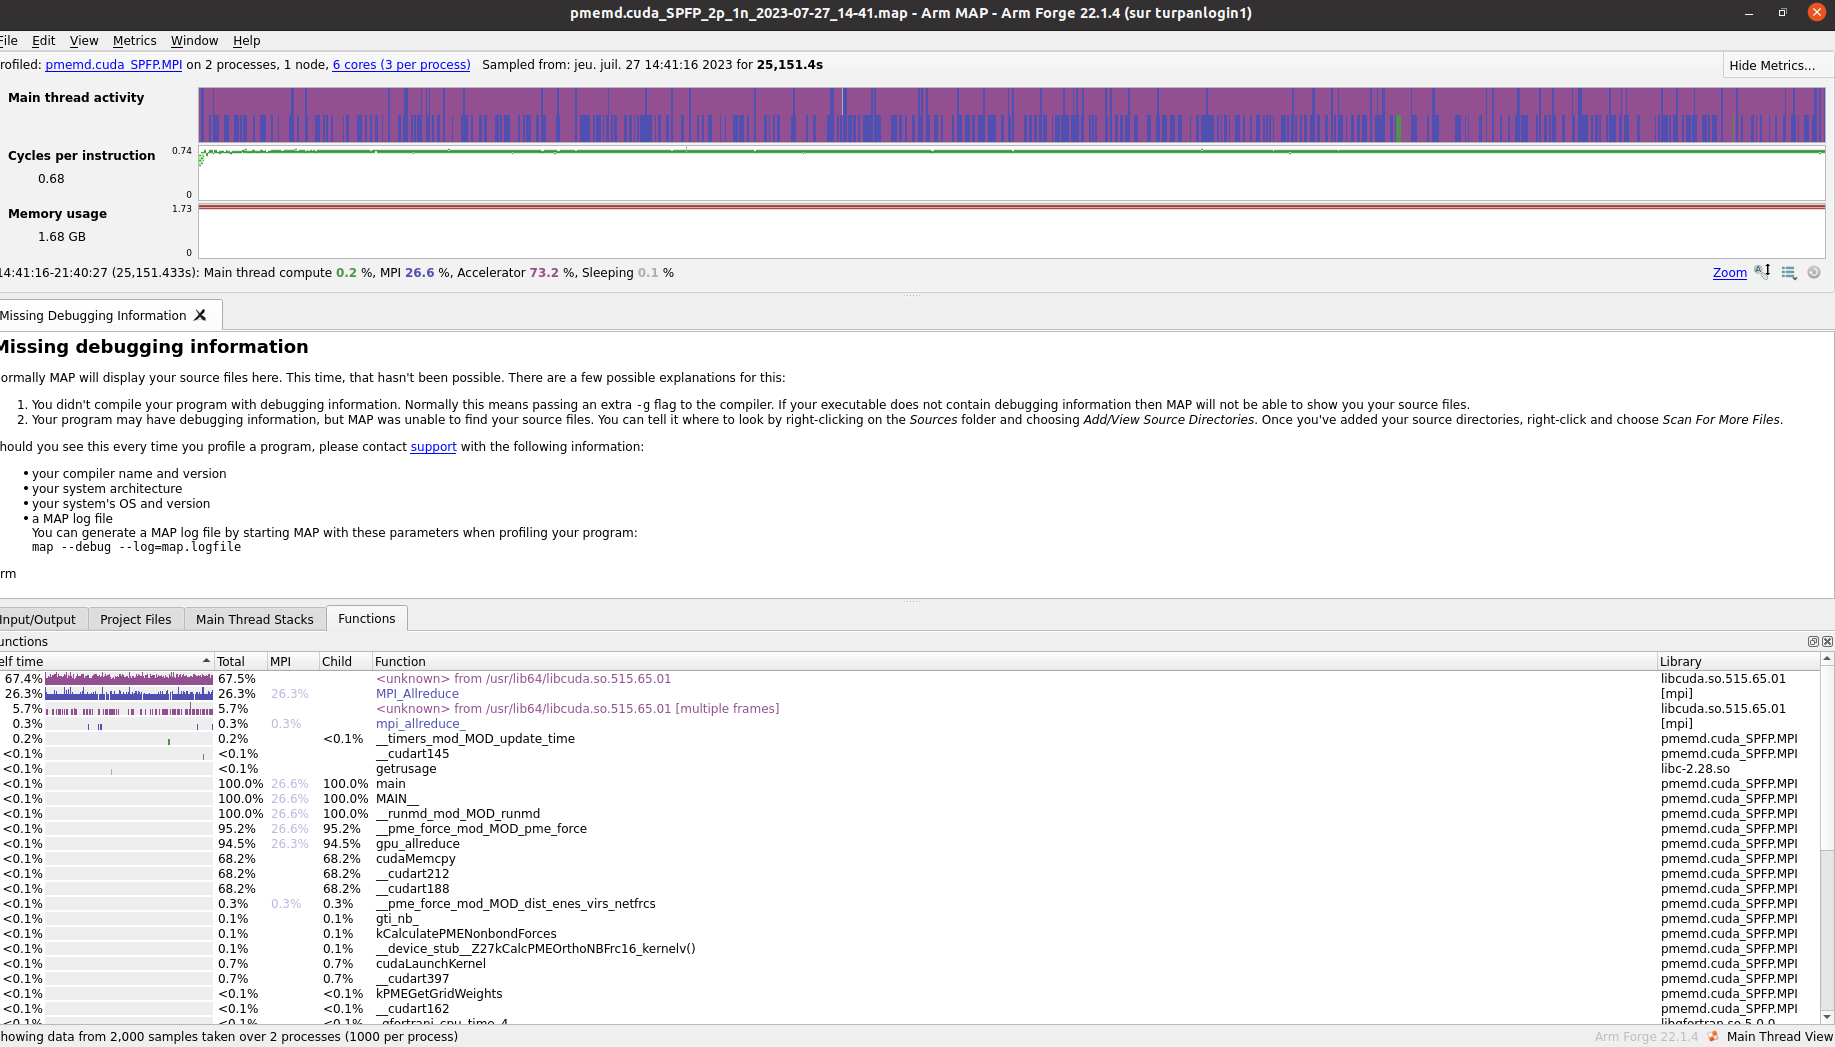 pmemd.cuda_SPFP_2p_1n_2023-07-27_14-41.map - Arm MAP - Arm Forge 22.1.4 (sur turpanlogin1)
File Edit View Metrics Window Help
rofiled: pmemd.cuda_SPFP.MPI on 2 processes, 1 node, 6 cores (3 per process) Sampled from: jeu. juil. 27 14:41:16 2023 for 25,151.4s Hide Metrics...
Main thread activity
Cycles per instruction 0.74
0.68
0
Memory usage 1.73
1.68 GB
0
14:41:16-21:40:27 (25,151.433s): Main thread compute 0.2 %, MPI 26.6 %, Accelerator 73.2 %, Sleeping 0.1 % Zoom
Missing Debugging Information
Missing debugging information
ormally MAP will display your source files here. This time, that hasn't been possible. There are a few possible explanations for this:
1. You didn't compile your program with debugging information. Normally this means passing an extra -g flag to the compiler. If your executable does not contain debugging information then MAP will not be able to show you your source files.
2. Your program may have debugging information, but MAP was unable to find your source files. You can tell it where to look by right-clicking on the Sources folder and choosing Add/View Source Directories. Once you've added your source directories, right-click and choose Scan For More Files.
hould you see this every time you profile a program, please contact support with the following information:
• your compiler name and version
• your system architecture
• your system's OS and version
• a MAP log file
You can generate a MAP log file by starting MAP with these parameters when profiling your program:
map --debug --log=map.logfile
rm
Input/Output Project Files Main Thread Stacks Functions
unctions
elf time Total MPI Child Function Library
67.4% 67.5% <unknown> from /usr/lib64/libcuda.so.515.65.01 libcuda.so.515.65.01
26.3% 26.3% 26.3% MPI_Allreduce [mpi]
5.7% 5.7% <unknown> from /usr/lib64/libcuda.so.515.65.01 [multiple frames] libcuda.so.515.65.01
0.3% 0.3% 0.3% mpi_allreduce_ [mpi]
0.2% 0.2% <0.1% __timers_mod_MOD_update_time pmemd.cuda_SPFP.MPI
<0.1% <0.1% __cudart145 pmemd.cuda_SPFP.MPI
<0.1% <0.1% getrusage libc-2.28.so
<0.1% 100.0% 26.6% 100.0% main pmemd.cuda_SPFP.MPI
<0.1% 100.0% 26.6% 100.0% MAIN__ pmemd.cuda_SPFP.MPI
<0.1% 100.0% 26.6% 100.0% __runmd_mod_MOD_runmd pmemd.cuda_SPFP.MPI
<0.1% 95.2% 26.6% 95.2% __pme_force_mod_MOD_pme_force pmemd.cuda_SPFP.MPI
<0.1% 94.5% 26.3% 94.5% gpu_allreduce pmemd.cuda_SPFP.MPI
<0.1% 68.2% 68.2% cudaMemcpy pmemd.cuda_SPFP.MPI
<0.1% 68.2% 68.2% __cudart212 pmemd.cuda_SPFP.MPI
<0.1% 68.2% 68.2% __cudart188 pmemd.cuda_SPFP.MPI
<0.1% 0.3% 0.3% 0.3% __pme_force_mod_MOD_dist_enes_virs_netfrcs pmemd.cuda_SPFP.MPI
<0.1% 0.1% 0.1% gti_nb_ pmemd.cuda_SPFP.MPI
<0.1% 0.1% 0.1% kCalculatePMENonbondForces pmemd.cuda_SPFP.MPI
<0.1% 0.1% 0.1% __device_stub__Z27kCalcPMEOrthoNBFrc16_kernelv() pmemd.cuda_SPFP.MPI
<0.1% 0.7% 0.7% cudaLaunchKernel pmemd.cuda_SPFP.MPI
<0.1% 0.7% 0.7% __cudart397 pmemd.cuda_SPFP.MPI
<0.1% <0.1% <0.1% kPMEGetGridWeights pmemd.cuda_SPFP.MPI
<0.1% <0.1% <0.1% __cudart162 pmemd.cuda_SPFP.MPI
<0.1% <0.1% <0.1% _gfortrani_cpu_time_4 libgfortran.so.5.0.0
howing data from 2,000 samples taken over 2 processes (1000 per process) Arm Forge 22.1.4 Main Thread View